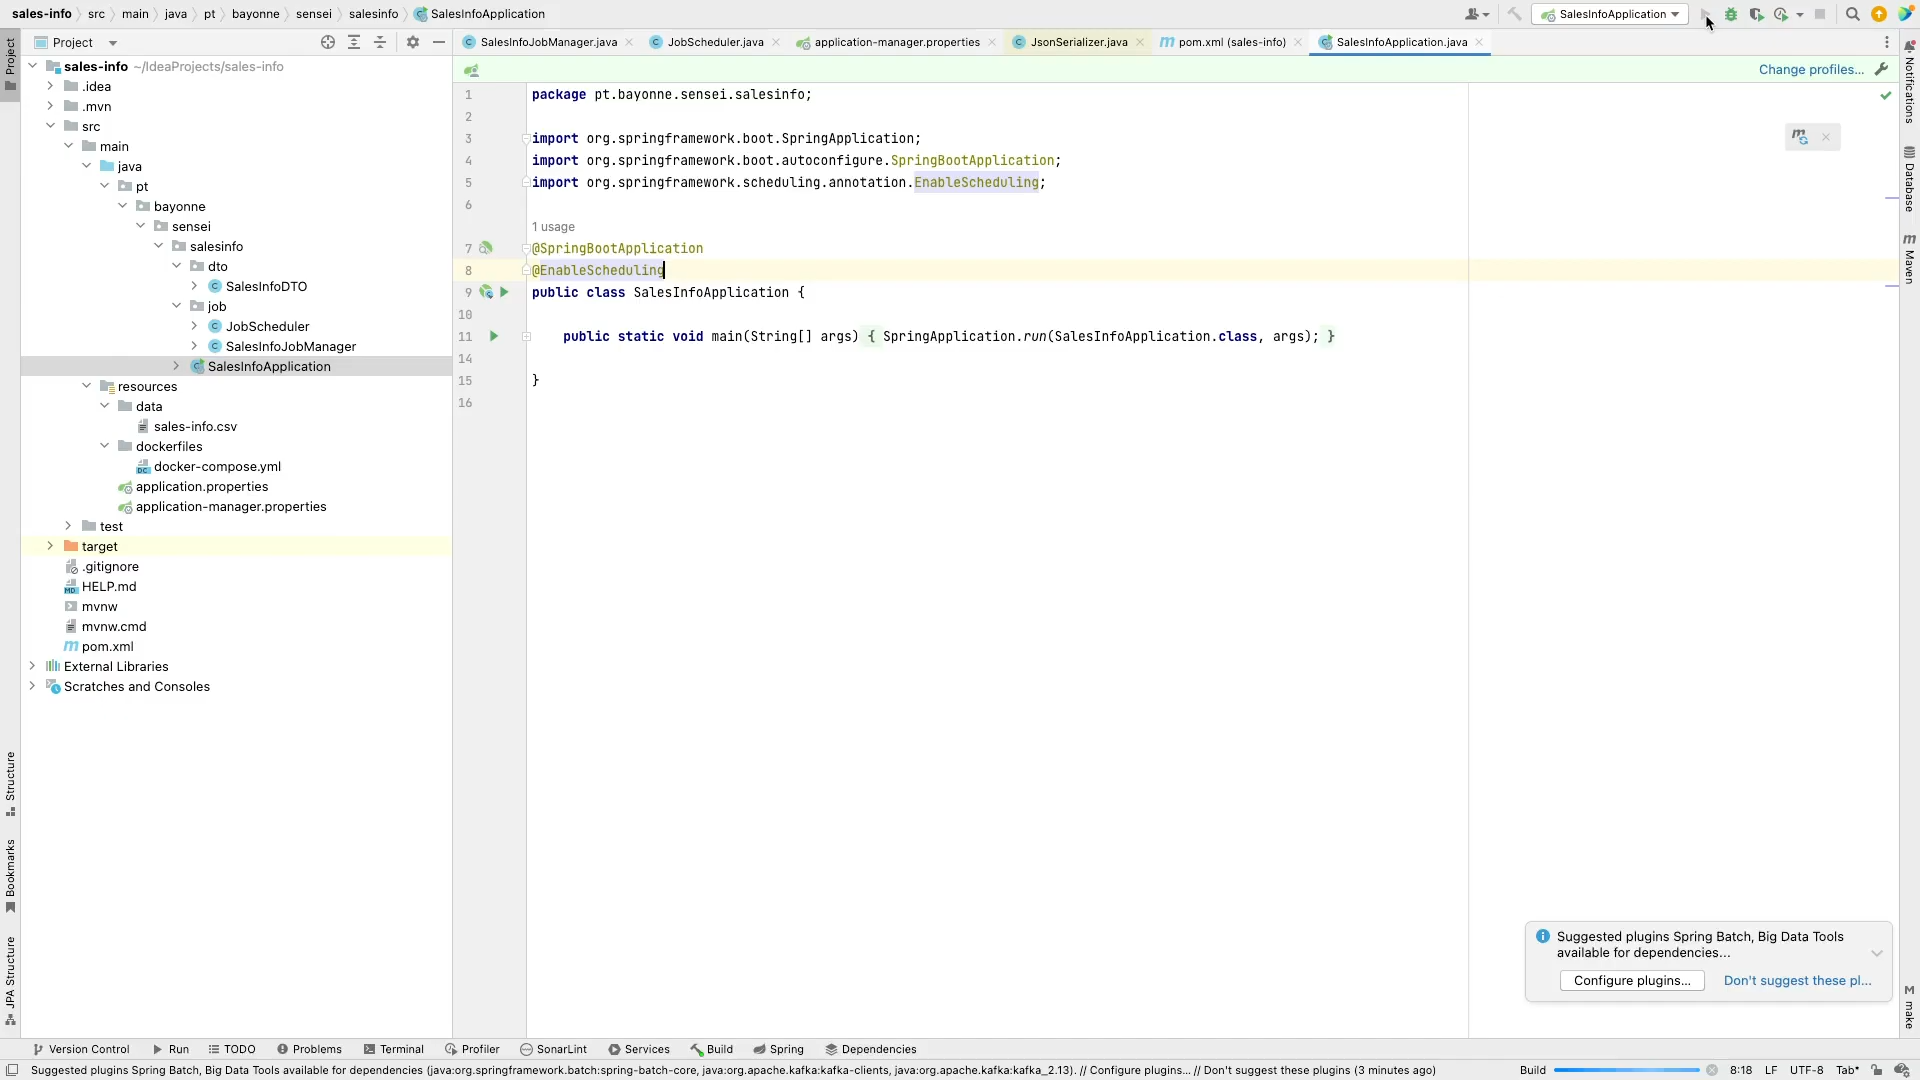 sales-info src main java pt bayonne sensei salesinfo SalesInfoApplication
SalesInfoApplication
Project
SalesInfoJobManager.java
JobScheduler.java
application-manager.properties
JsonSerializer.java
pom.xml (sales-info)
SalesInfoApplication.java
Change profiles...
sales-info ~/IdeaProjects/sales-info
.idea
.mvn
src
main
java
pt
bayonne
sensei
salesinfo
dto
SalesInfoDTO
job
JobScheduler
SalesInfoJobManager
SalesInfoApplication
resources
data
sales-info.csv
dockerfiles
docker-compose.yml
application.properties
application-manager.properties
test
target
.gitignore
HELP.md
mvnw
mvnw.cmd
pom.xml
External Libraries
Scratches and Consoles
1 package pt.bayonne.sensei.salesinfo;
2
3 import org.springframework.boot.SpringApplication;
4 import org.springframework.boot.autoconfigure.SpringBootApplication;
5 import org.springframework.scheduling.annotation.EnableScheduling;
6
1 usage
7 @SpringBootApplication
8 @EnableScheduling
9 public class SalesInfoApplication {
10
11 public static void main(String[] args) { SpringApplication.run(SalesInfoApplication.class, args); }
14
15 }
16
Project
Structure
Bookmarks
JPA Structure
Notifications
Database
Maven
make
Suggested plugins Spring Batch, Big Data Tools
available for dependencies...
Configure plugins...
Don't suggest these pl...
Version Control
Run
TODO
Problems
Terminal
Profiler
SonarLint
Services
Build
Spring
Dependencies
Suggested plugins Spring Batch, Big Data Tools available for dependencies (java:org.springframework.batch:spring-batch-core, java:org.apache.kafka:kafka-clients, java:org.apache.kafka:kafka_2.13). // Configure plugins... // Don't suggest these plugins (3 minutes ago)
Build
8:18 LF UTF-8 Tab*